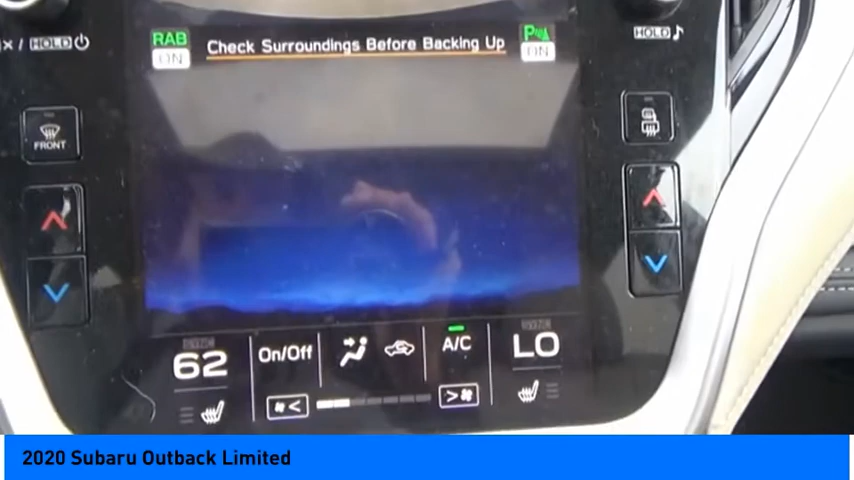 RAB
ON
Check Surroundings Before Backing Up
ON
HOLD
HOLD
FRONT
62
On/Off
A/C
LO
2020 Subaru Outback Limited